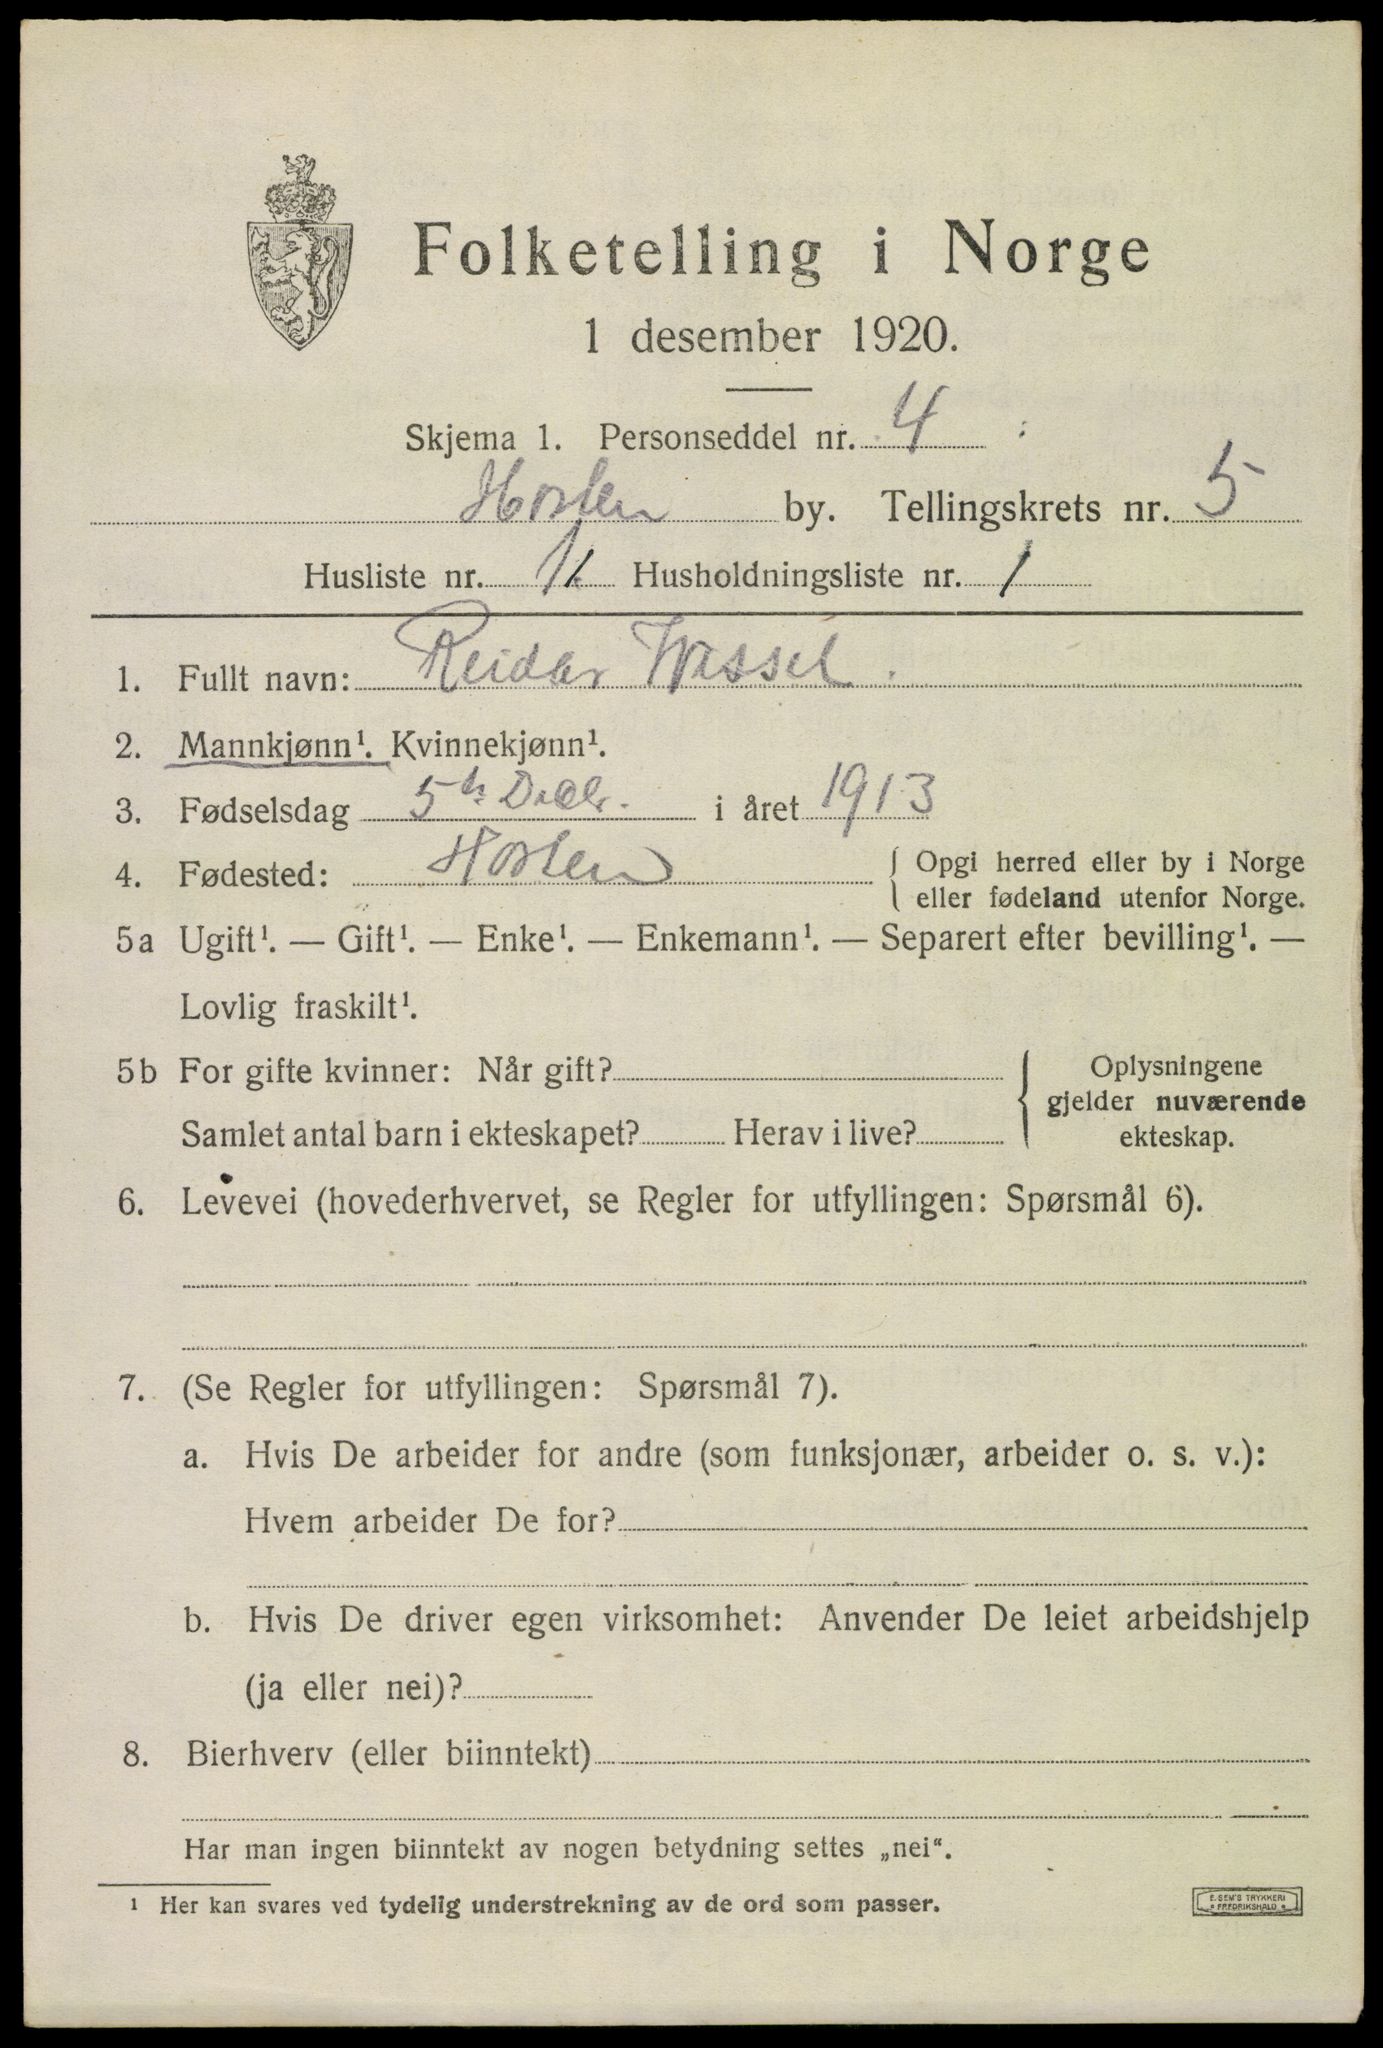 Folketelling i Norge
1 desember 1920.
Skjema 1. Personseddel nr. 4
Horten by. Tellingskrets nr. 5
Husliste nr. 11 Husholdningsliste nr. 1
1. Fullt navn: Reidar Wassel.
2. Mannkjønn¹. Kvinnekjønn¹.
3. Fødselsdag 5te i året 1913
4. Fødested: Horten { Opgi herred eller by i Norge
eller fødeland utenfor Norge.
5a Ugift¹. — Gift¹. — Enke¹. — Enkemann¹. — Separert efter bevilling¹. —
Lovlig fraskilt¹.
5b For gifte kvinner: Når gift? { Oplysningene
gjelder nuværende
Samlet antal barn i ekteskapet? Herav i live? ekteskap.
6. Levevei (hovederhvervet, se Regler for utfyllingen: Spørsmål 6).
7. (Se Regler for utfyllingen: Spørsmål 7).
a. Hvis De arbeider for andre (som funksjonær, arbeider o. s. v.):
Hvem arbeider De for?
b. Hvis De driver egen virksomhet: Anvender De leiet arbeidshjelp
(ja eller nei)?
8. Bierhverv (eller biinntekt)
Har man ingen biinntekt av nogen betydning settes „nei“.
¹ Her kan svares ved tydelig understrekning av de ord som passer.
E. SEM'S TRYKKERI
FREDRIKSHALD